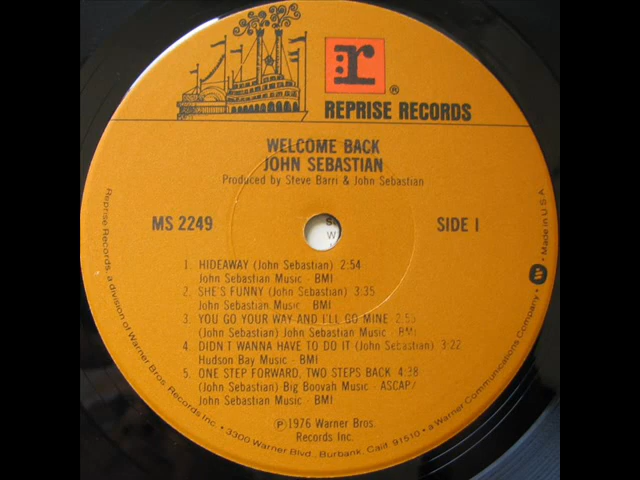 r®
REPRISE RECORDS
WELCOME BACK
JOHN SEBASTIAN
Produced by Steve Barri & John Sebastian
MS 2249
SIDE I
1. HIDEAWAY (John Sebastian) 2:54
John Sebastian Music - BMI
2. SHE'S FUNNY (John Sebastian) 3:35
John Sebastian Music - BMI
3. YOU GO YOUR WAY AND I'LL GO MINE 2:55
(John Sebastian) John Sebastian Music - BMI
4. DIDN'T WANNA HAVE TO DO IT (John Sebastian) 3:22
Hudson Bay Music - BMI
5. ONE STEP FORWARD, TWO STEPS BACK 4:38
(John Sebastian) Big Booyah Music - ASCAP/
John Sebastian Music - BMI
℗ 1976 Warner Bros.
Records Inc.
Reprise Records, a division of Warner Bros. Records Inc. • 3300 Warner Blvd., Burbank, Calif. 91510 • a Warner Communications Company • W • Made in U.S.A.